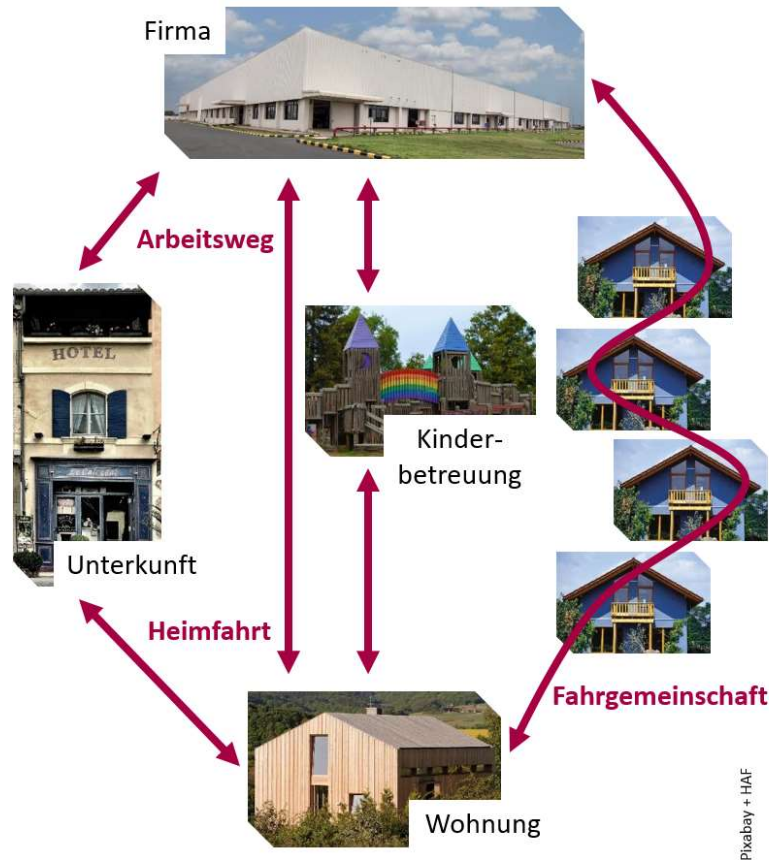 Firma
Arbeitsweg
HOTEL
Kinder-
betreuung
Unterkunft
Heimfahrt
Fahrgemeinschaft
Wohnung
Pixabay + HAF